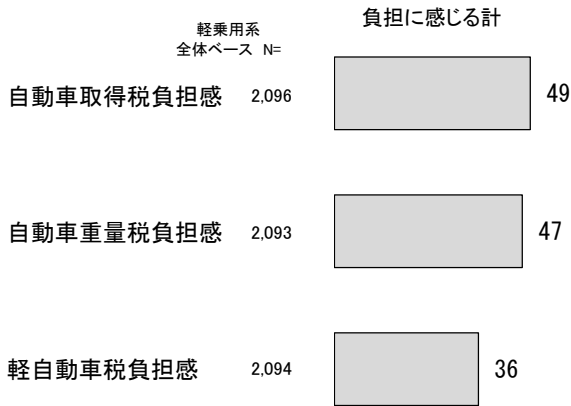 軽乗用系
全体ベース N=
負担に感じる計
自動車取得税負担感 2,096 49
自動車重量税負担感 2,093 47
軽自動車税負担感 2,094 36